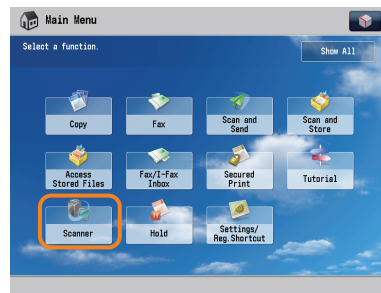 Main Menu
Select a function.
Show All
Copy
Fax
Scan and
Send
Scan and
Store
Access
Stored Files
Fax/I-Fax
Inbox
Secured
Print
Tutorial
Scanner
Hold
Settings/
Reg.Shortcut